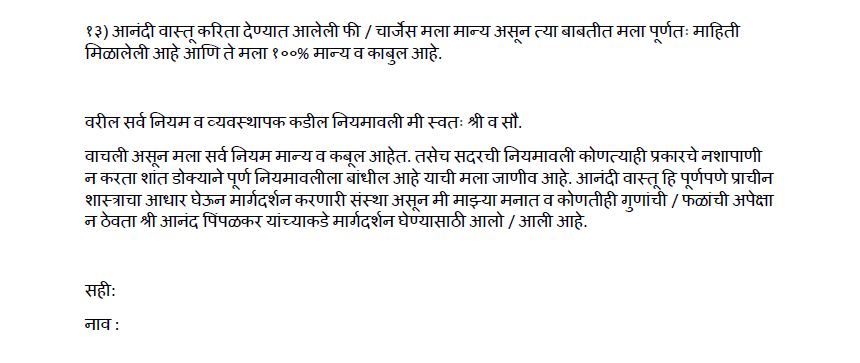 १३) आनंदी वास्तू करिता देण्यात आलेली फी / चार्जेस मला मान्य असून त्या बाबतीत मला पूर्णतः माहिती
मिळालेली आहे आणि ते मला १००% मान्य व काबुल आहे.
वरील सर्व नियम व व्यवस्थापक कडील नियमावली मी स्वतः श्री व सौ.
वाचली असून मला सर्व नियम मान्य व कबूल आहेत. तसेच सदरची नियमावली कोणत्याही प्रकारचे नशापाणी
न करता शांत डोक्याने पूर्ण नियमावलीला बांधील आहे याची मला जाणीव आहे. आनंदी वास्तू हि पूर्णपणे प्राचीन
शास्त्राचा आधार घेऊन मार्गदर्शन करणारी संस्था असून मी माझ्या मनात व कोणतीही गुणांची / फळांची अपेक्षा
न ठेवता श्री आनंद पिंपळकर यांच्याकडे मार्गदर्शन घेण्यासाठी आलो / आली आहे.
सही:
नाव :